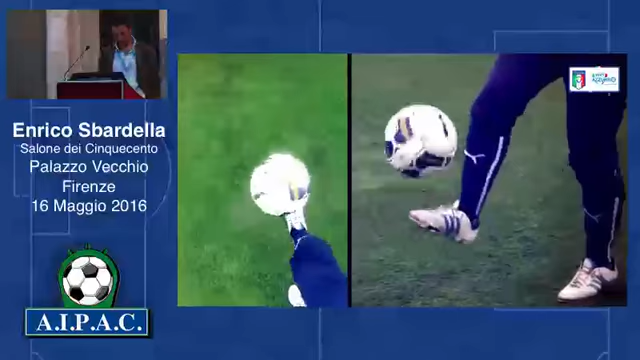 Enrico Sbardella
Salone dei Cinquecento
Palazzo Vecchio
Firenze
16 Maggio 2016
A.I.P.A.C.